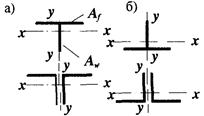 а) y A_f б) y
x x x x
y A_w y
y y
y y